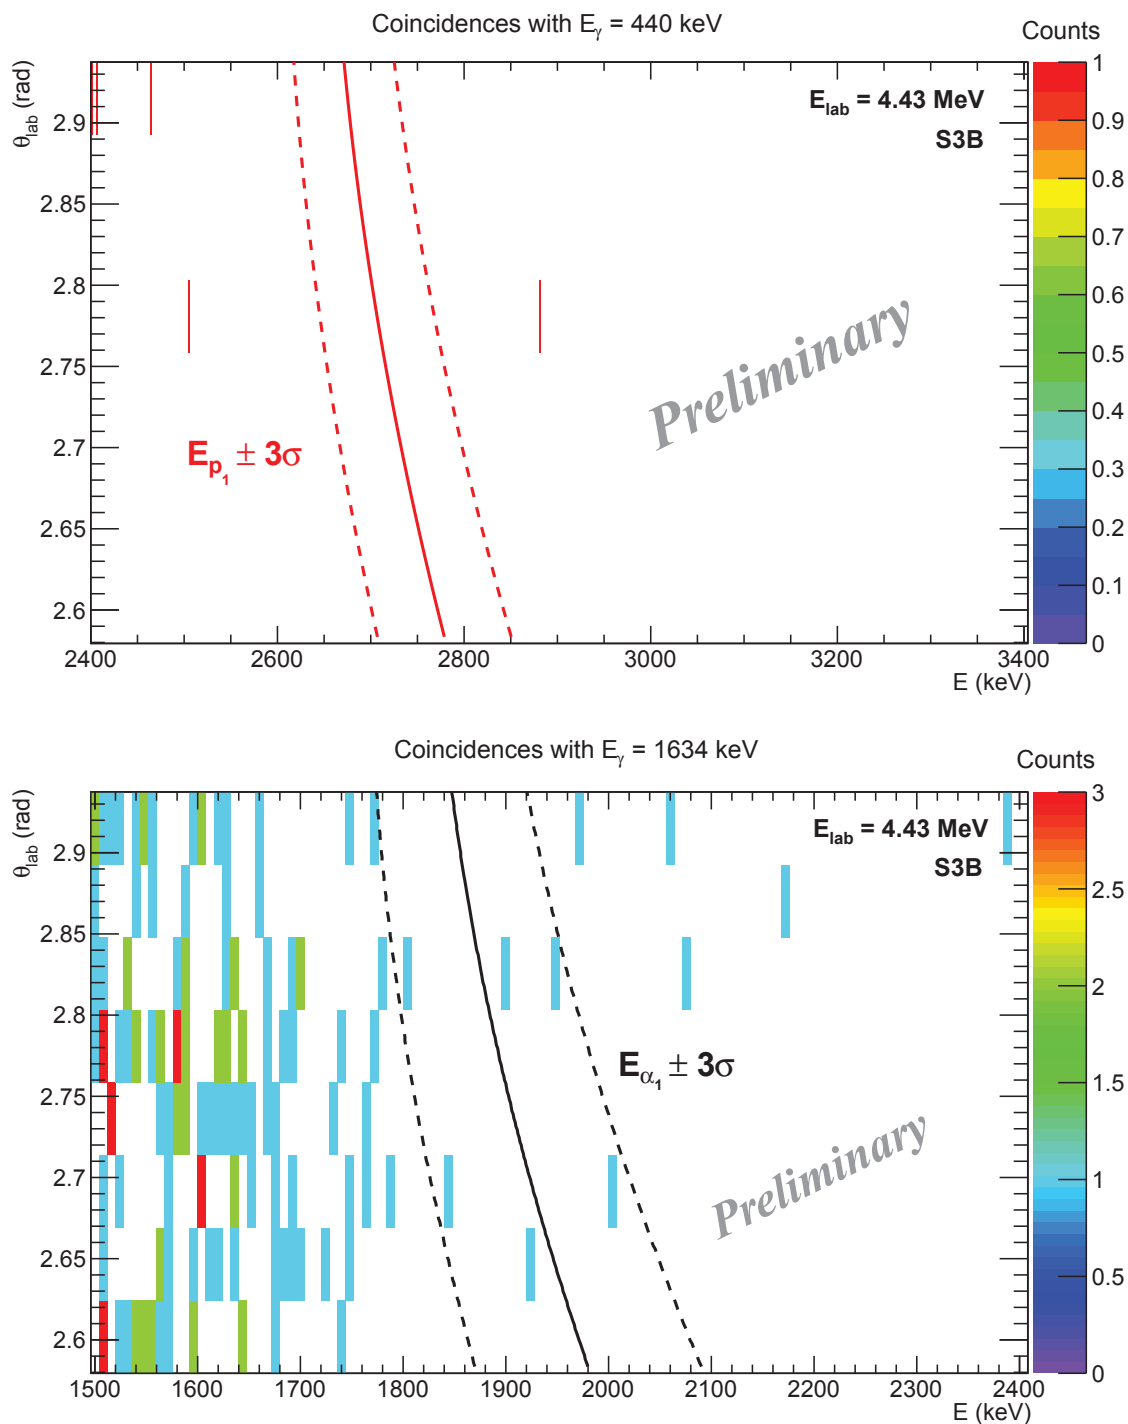 Coincidences with Eγ = 440 keV
Counts
θlab (rad)
Elab = 4.43 MeV
S3B
2.9
2.85
2.8
2.75
2.7
2.65
2.6
Ep1 ± 3σ
Preliminary
1
0.9
0.8
0.7
0.6
0.5
0.4
0.3
0.2
0.1
0
2400 2600 2800 3000 3200 3400
E (keV)
Coincidences with Eγ = 1634 keV
Counts
θlab (rad)
Elab = 4.43 MeV
S3B
2.9
2.85
2.8
2.75
2.7
2.65
2.6
Eα1 ± 3σ
Preliminary
3
2.5
2
1.5
1
0.5
0
1500 1600 1700 1800 1900 2000 2100 2200 2300 2400
E (keV)